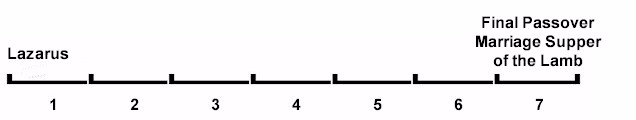 Final Passover
Marriage Supper
of the Lamb
Lazarus
1 2 3 4 5 6 7